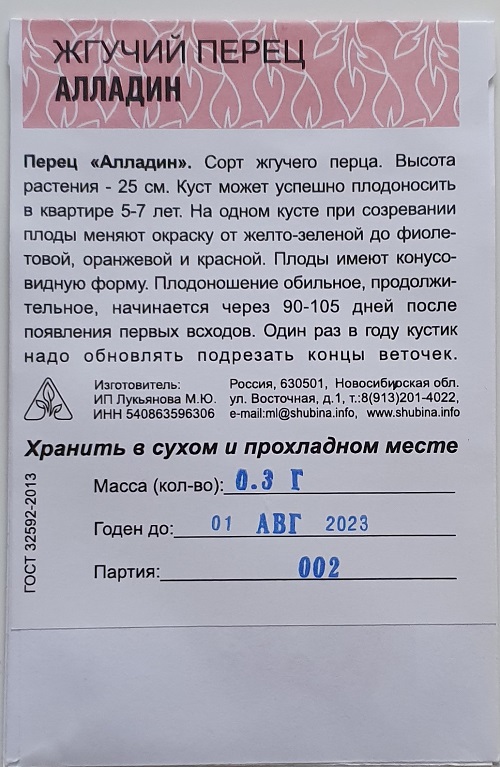 ЖГУЧИЙ ПЕРЕЦ
АЛЛАДИН
Перец «Алладин». Сорт жгучего перца. Высота
растения - 25 см. Куст может успешно плодоносить
в квартире 5-7 лет. На одном кусте при созревании
плоды меняют окраску от желто-зеленой до фиоле-
товой, оранжевой и красной. Плоды имеют конусо-
видную форму. Плодоношение обильное, продолжи-
тельное, начинается через 90-105 дней после
появления первых всходов. Один раз в году кустик
надо обновлять подрезать концы веточек.
Изготовитель:
ИП Лукьянова М.Ю.
ИНН 540863596306
Россия, 630501, Новосибирская обл.
ул. Восточная, д.1, т.:8(913)201-4022,
e-mail:ml@shubina.info, www.shubina.info
Хранить в сухом и прохладном месте
ГОСТ 32592-2013
Масса (кол-во): 0.3 Г
Годен до: 01 АВГ 2023
Партия: 002